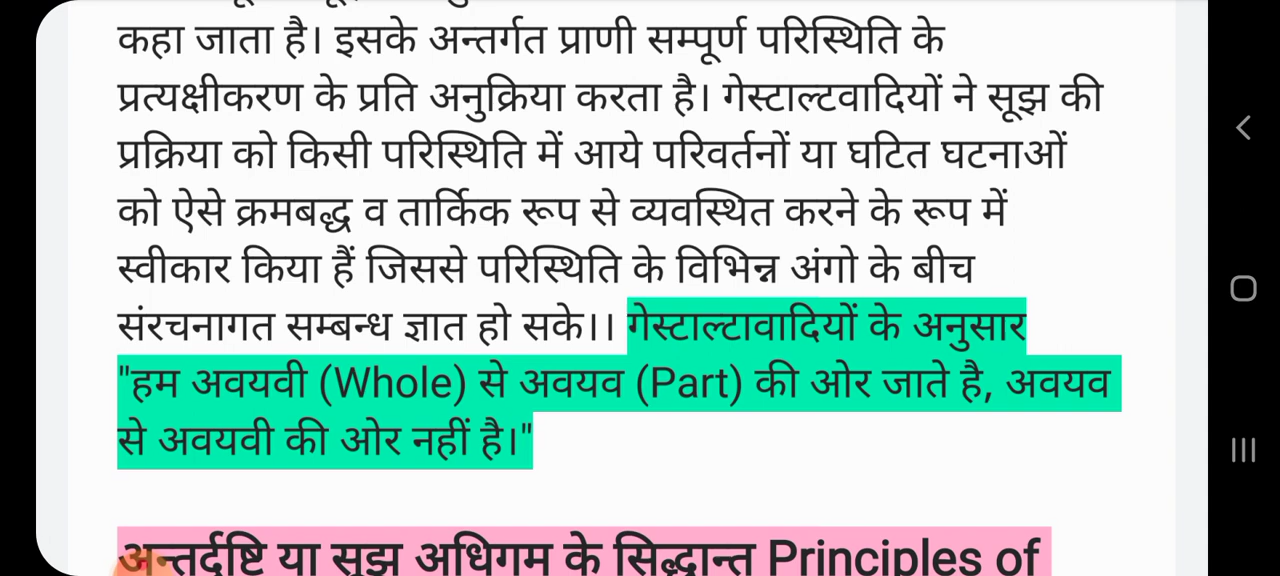 कहा जाता है। इसके अन्तर्गत प्राणी सम्पूर्ण परिस्थिति के
प्रत्यक्षीकरण के प्रति अनुक्रिया करता है। गेस्टाल्टवादियों ने सूझ की
प्रक्रिया को किसी परिस्थिति में आये परिवर्तनों या घटित घटनाओं
को ऐसे क्रमबद्ध व तार्किक रूप से व्यवस्थित करने के रूप में
स्वीकार किया हैं जिससे परिस्थिति के विभिन्न अंगो के बीच
संरचनागत सम्बन्ध ज्ञात हो सके।। गेस्टाल्टावादियों के अनुसार
"हम अवयवी (Whole) से अवयव (Part) की ओर जाते है, अवयव
से अवयवी की ओर नहीं है।"
अन्तर्दृष्टि या सूझ अधिगम के सिद्धान्त Principles of